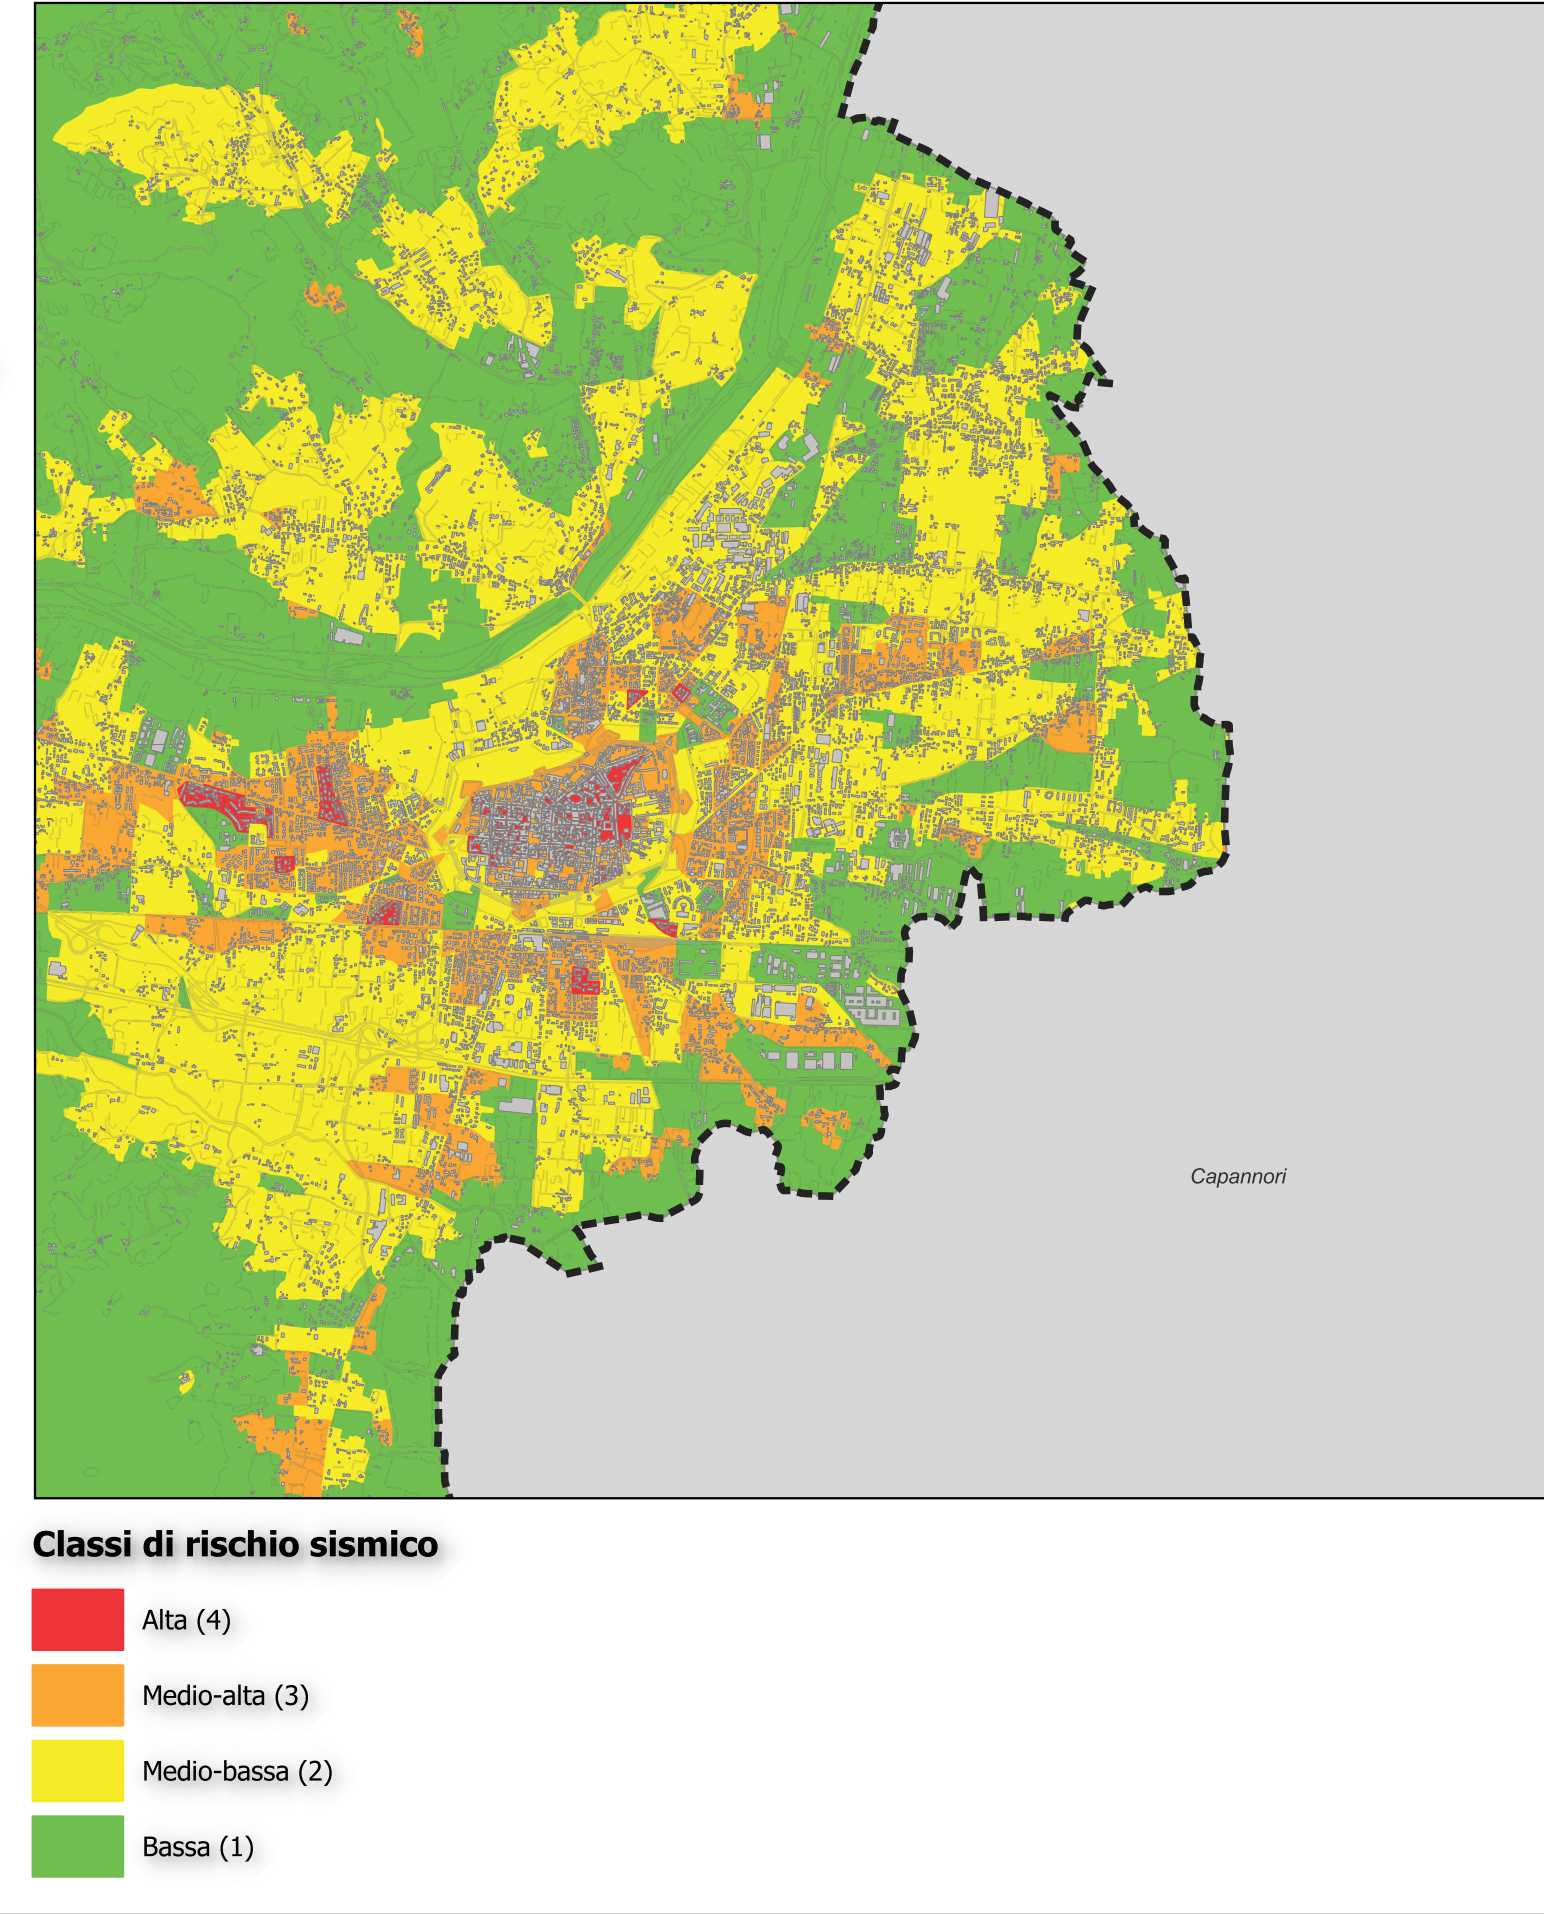 Capannori
Classi di rischio sismico
Alta (4)
Medio-alta (3)
Medio-bassa (2)
Bassa (1)